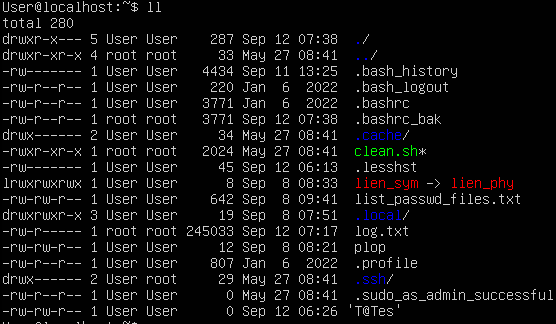 User@localhost:~$ ll
total 280
drwxr-x--- 5 User User    287 Sep 12 07:38 ./
drwxr-xr-x 4 root root     33 May 27 08:41 ../
-rw------- 1 User User   4434 Sep 11 13:25 .bash_history
-rw-r--r-- 1 User User    220 Jan  6  2022 .bash_logout
-rw-r--r-- 1 User User   3771 Jan  6  2022 .bashrc
-rw-r--r-- 1 root root   3771 Sep 12 07:38 .bashrc_bak
drwx------ 2 User User     34 May 27 08:41 .cache/
-rwxr-xr-x 1 root root   2024 May 27 08:41 clean.sh*
-rw------- 1 User User     45 Sep 12 06:13 .lesshst
lrwxrwxrwx 1 User User      8 Sep  8 08:33 lien_sym -> lien_phy
-rw-rw-r-- 1 User User    642 Sep  8 09:41 list_passwd_files.txt
drwxrwxr-x 3 User User     19 Sep  8 07:51 .local/
-rw-r--r-- 1 root root 245033 Sep 12 07:17 log.txt
-rw-rw-r-- 1 User User     12 Sep  8 08:21 plop
-rw-r--r-- 1 User User    807 Jan  6  2022 .profile
drwx------ 2 User root     29 May 27 08:41 .ssh/
-rw-r--r-- 1 User User      0 May 27 08:41 .sudo_as_admin_successful
-rw-rw-r-- 1 User User      0 Sep 12 06:26 'T@Tes'